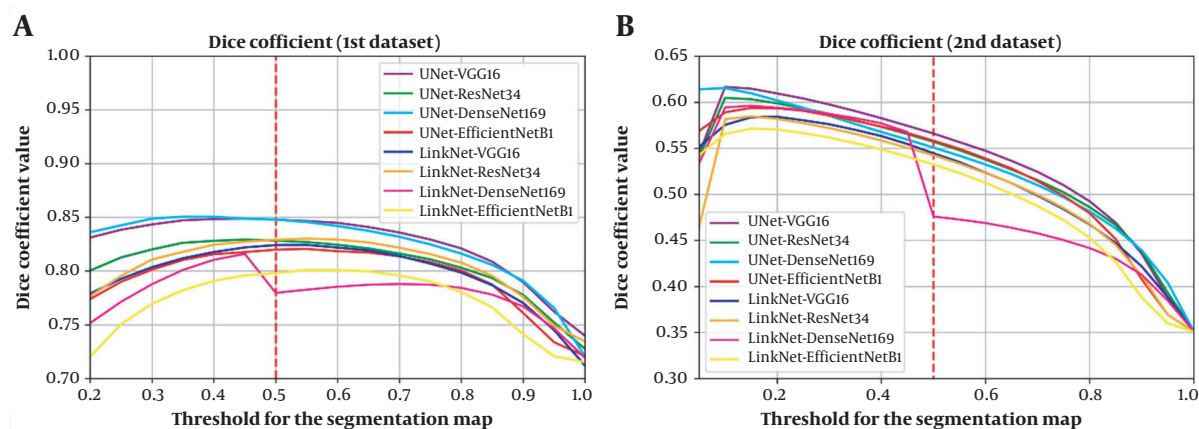 A
Dice cofficient (1st dataset)
Dice coefficient value
1.00
0.95
0.90
0.85
0.80
0.75
0.70
UNet-VGG16
UNet-ResNet34
UNet-DenseNet169
UNet-EfficientNetB1
LinkNet-VGG16
LinkNet-ResNet34
LinkNet-DenseNet169
LinkNet-EfficientNetB1
0.2 0.3 0.4 0.5 0.6 0.7 0.8 0.9 1.0
Threshold for the segmentation map
B
Dice cofficient (2nd dataset)
Dice coefficient value
0.65
0.60
0.55
0.50
0.45
0.40
0.35
0.30
UNet-VGG16
UNet-ResNet34
UNet-DenseNet169
UNet-EfficientNetB1
LinkNet-VGG16
LinkNet-ResNet34
LinkNet-DenseNet169
LinkNet-EfficientNetB1
0.2 0.4 0.6 0.8 1.0
Threshold for the segmentation map